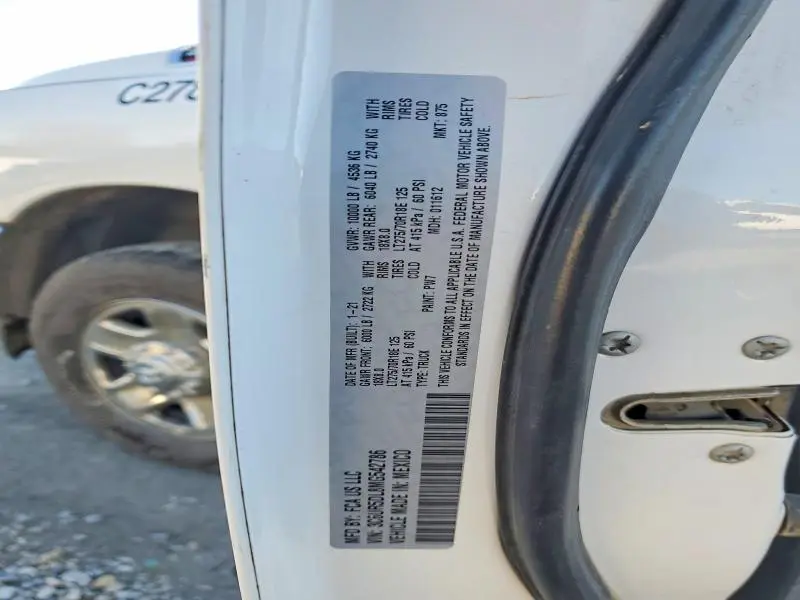 C270
MFD BY: FCA US LLC
DATE OF MFR (BUILT): 1-21
GVWR: 10000 LB / 4536 KG
GAWR FRONT: 6000 LB / 2722 KG WITH
GAWR REAR: 6040 LB / 2740 KG WITH
18X8.0 RIMS
18X8.0 RIMS
LT275/70R18E 125 TIRES
LT275/70R18E 125 TIRES
AT 415 kPa / 60 PSI COLD
AT 415 kPa / 60 PSI COLD
VIN: 3C6UR5DL8MG542786
TYPE: TRUCK
PAINT: PW7
MDH: 011612
MKT: 875
VEHICLE MADE IN: MEXICO
THIS VEHICLE CONFORMS TO ALL APPLICABLE U.S.A. FEDERAL MOTOR VEHICLE SAFETY
STANDARDS IN EFFECT ON THE DATE OF MANUFACTURE SHOWN ABOVE.